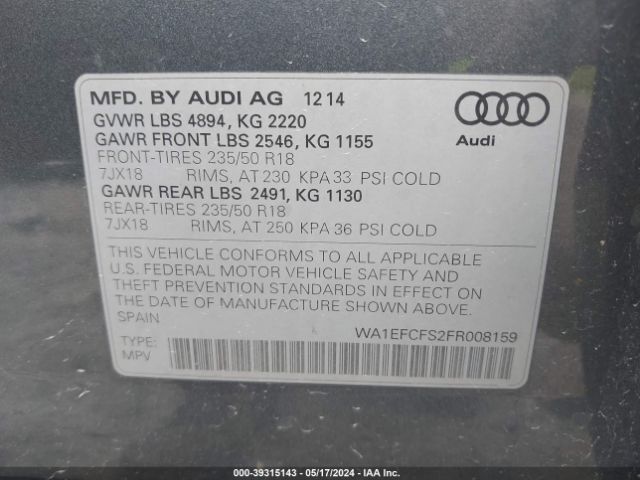 MFD. BY AUDI AG 12 14
GVWR LBS 4894, KG 2220
GAWR FRONT LBS 2546, KG 1155
FRONT-TIRES 235/50 R18
7JX18 RIMS, AT 230 KPA 33 PSI COLD
GAWR REAR LBS 2491, KG 1130
REAR-TIRES 235/50 R18
7JX18 RIMS, AT 250 KPA 36 PSI COLD
Audi
THIS VEHICLE CONFORMS TO ALL APPLICABLE
U.S. FEDERAL MOTOR VEHICLE SAFETY AND
THEFT PREVENTION STANDARDS IN EFFECT ON
THE DATE OF MANUFACTURE SHOWN ABOVE.
SPAIN
WA1EFCFS2FR008159
TYPE:
MPV
000-39315143 - 05/17/2024 - IAA Inc.